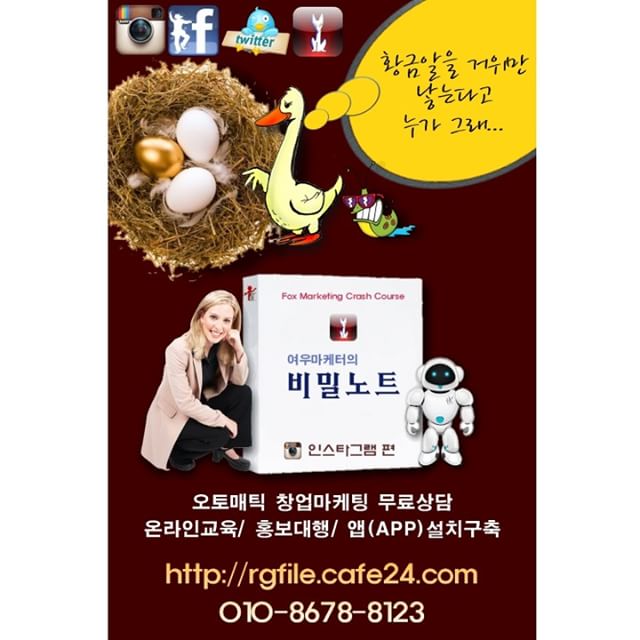 twitter
황금알을 거위만
낳는다고
누가 그래...
Fox Marketing Crash Course
여우마케터의
비밀노트
인스타그램 편
오토매틱 창업마케팅 무료상담
온라인교육/ 홍보대행/ 앱(APP)설치구축
http://rgfile.cafe24.com
010-8678-8123